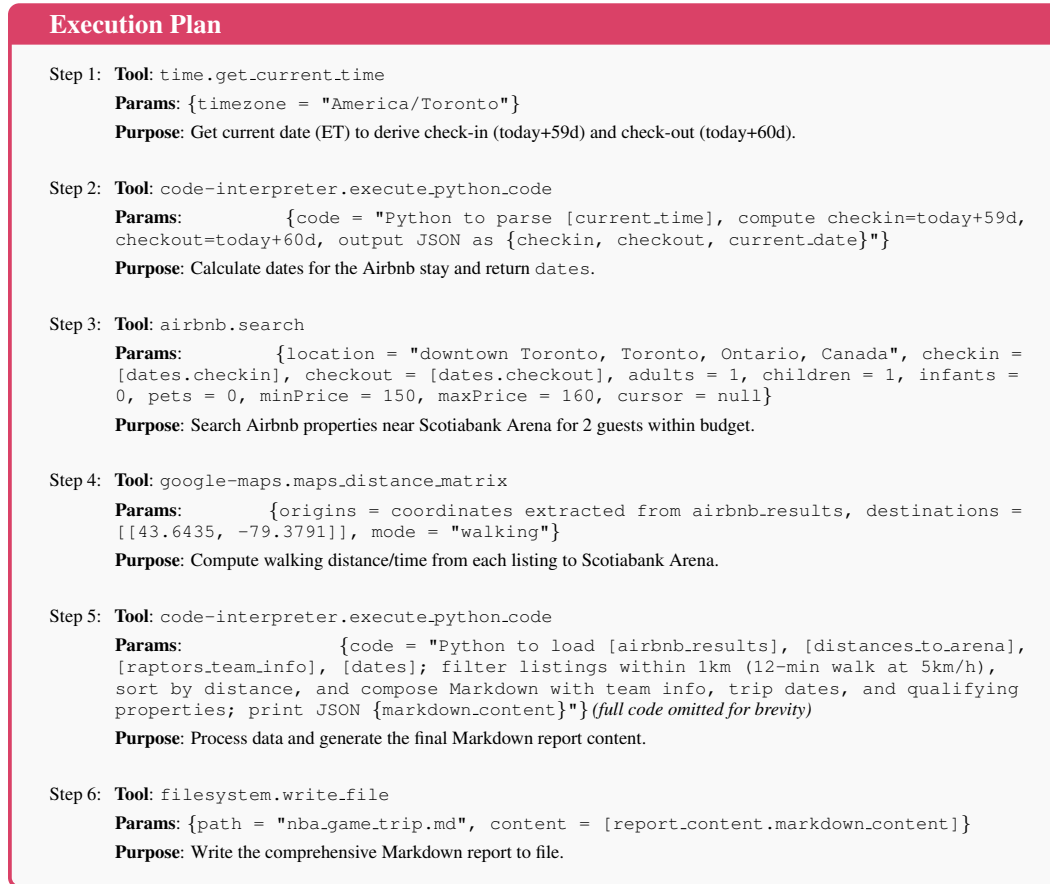 Execution Plan
Step 1: Tool: time.get_current_time
Params: {timezone = "America/Toronto"}
Purpose: Get current date (ET) to derive check-in (today+59d) and check-out (today+60d).
Step 2: Tool: code-interpreter.execute_python_code
Params: {code = "Python to parse [current_time], compute checkin=today+59d,
checkout=today+60d, output JSON as {checkin, checkout, current_date}"}
Purpose: Calculate dates for the Airbnb stay and return dates.
Step 3: Tool: airbnb.search
Params: {location = "downtown Toronto, Toronto, Ontario, Canada", checkin =
[dates.checkin], checkout = [dates.checkout], adults = 1, children = 1, infants =
0, pets = 0, minPrice = 150, maxPrice = 160, cursor = null}
Purpose: Search Airbnb properties near Scotiabank Arena for 2 guests within budget.
Step 4: Tool: google-maps.maps_distance_matrix
Params: {origins = coordinates extracted from airbnb_results, destinations =
[[43.6435, -79.3791]], mode = "walking"}
Purpose: Compute walking distance/time from each listing to Scotiabank Arena.
Step 5: Tool: code-interpreter.execute_python_code
Params: {code = "Python to load [airbnb_results], [distances_to_arena],
[raptors_team_info], [dates]; filter listings within 1km (12-min walk at 5km/h),
sort by distance, and compose Markdown with team info, trip dates, and qualifying
properties; print JSON {markdown_content}"} (full code omitted for brevity)
Purpose: Process data and generate the final Markdown report content.
Step 6: Tool: filesystem.write_file
Params: {path = "nba_game_trip.md", content = [report_content.markdown_content]}
Purpose: Write the comprehensive Markdown report to file.